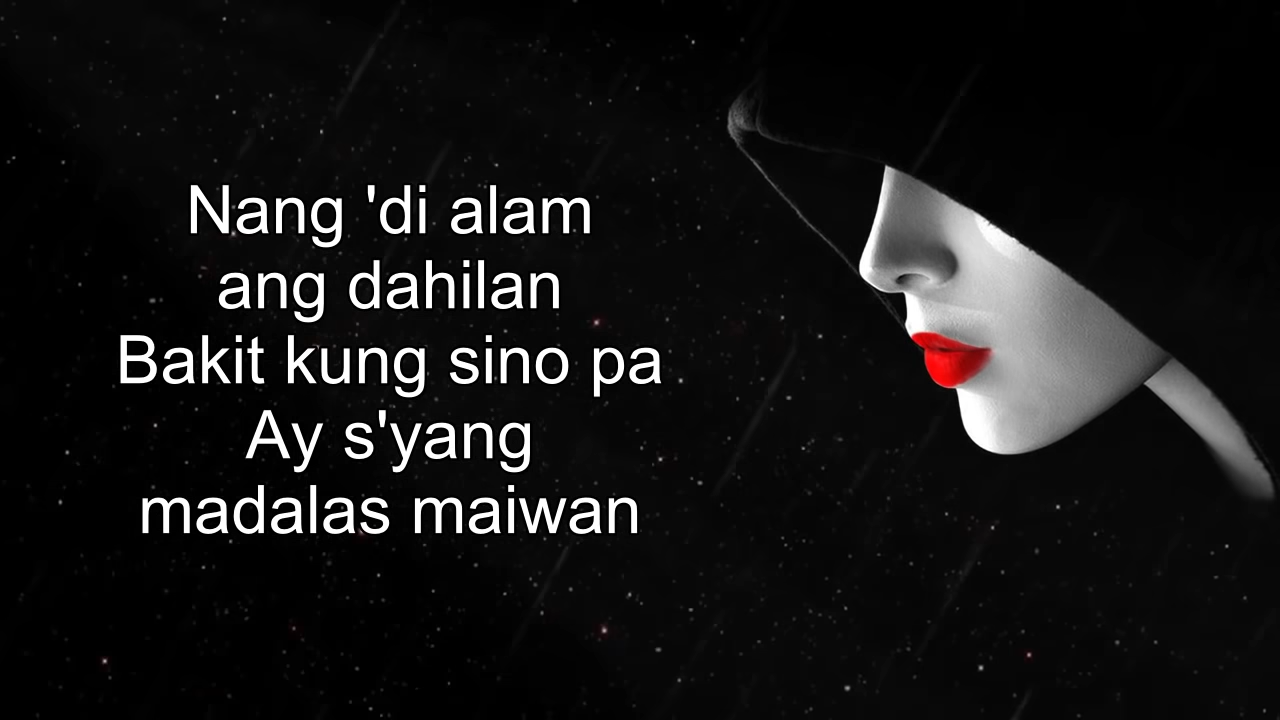 Nang 'di alam
ang dahilan
Bakit kung sino pa
Ay s'yang
madalas maiwan